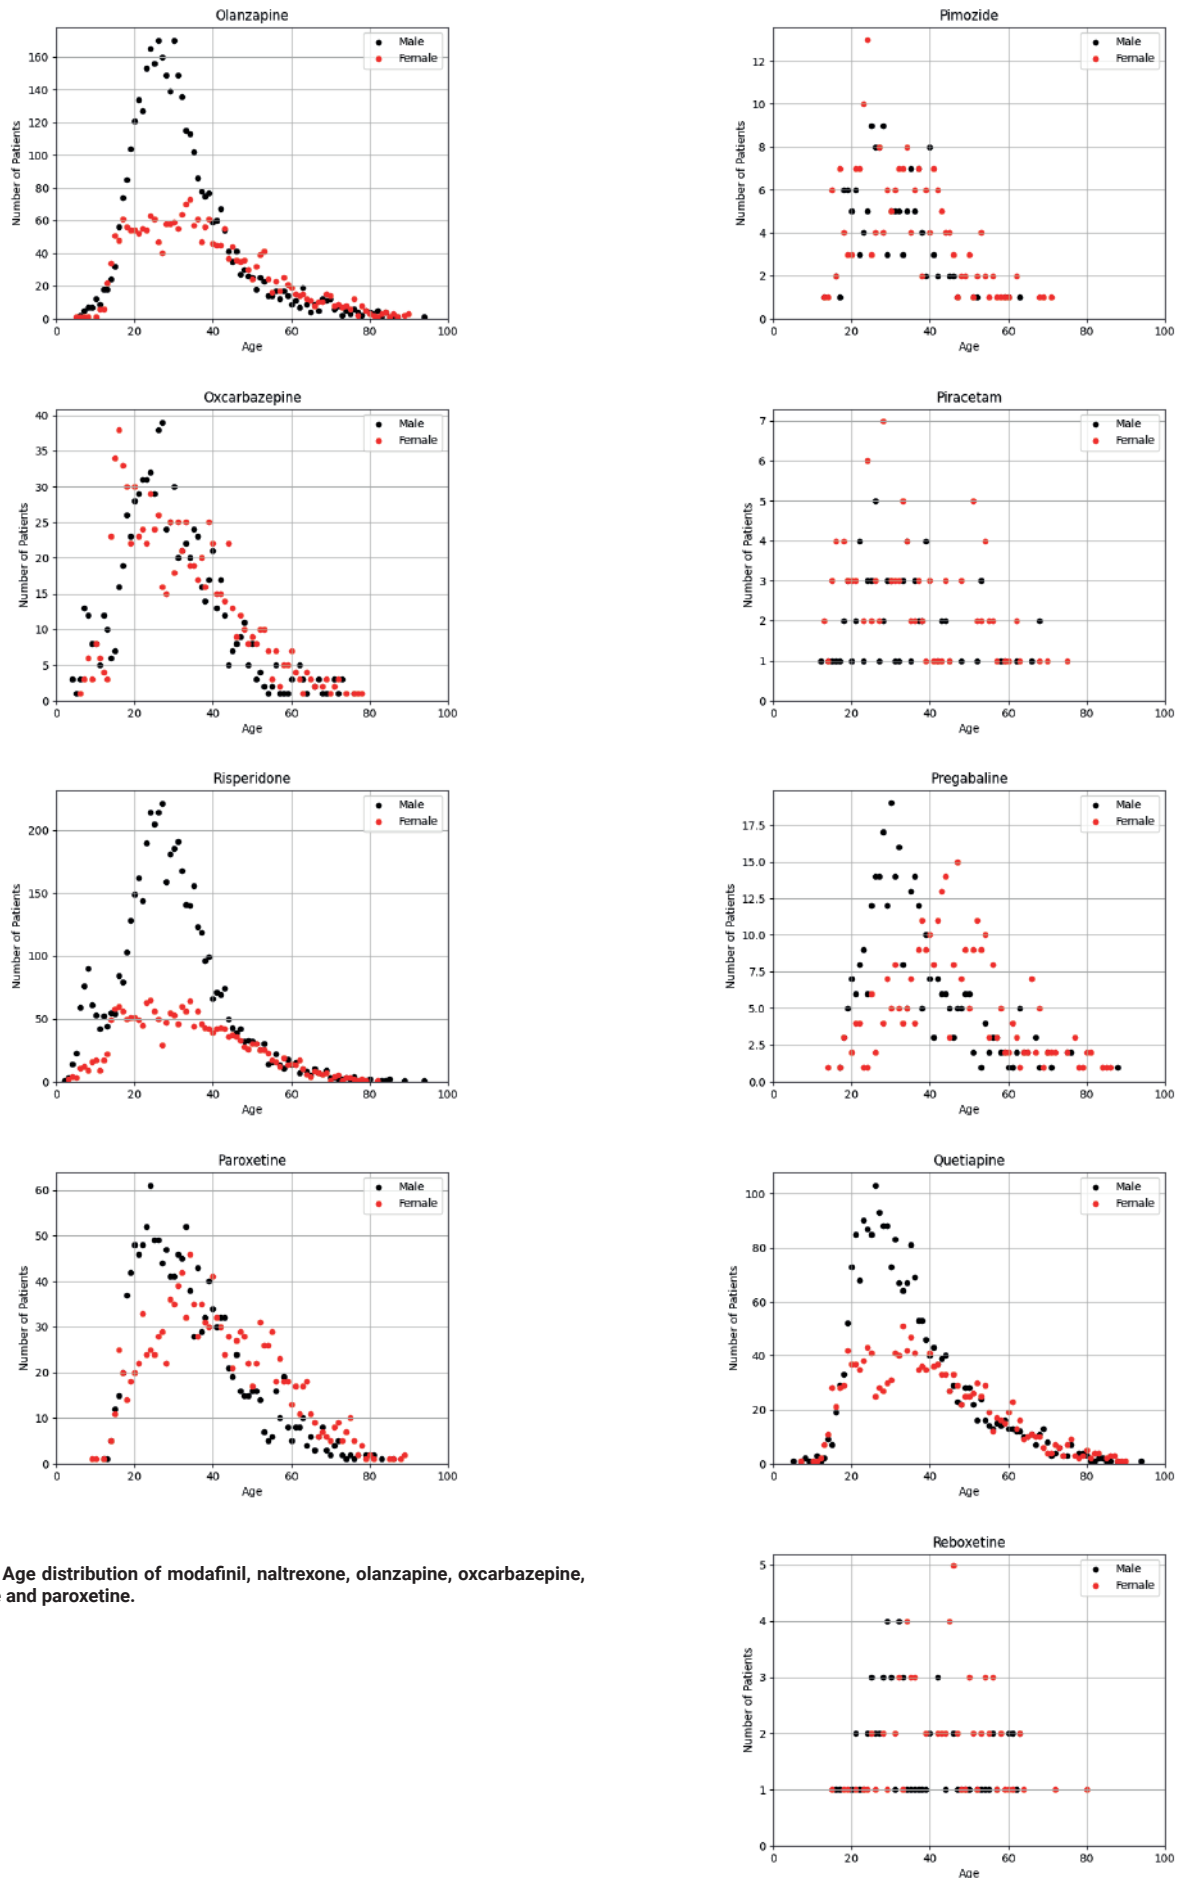 Olanzapine
Number of Patients
160
140
120
100
80
60
40
20
0
Male
Female
0 20 40 60 80 100
Age
Oxcarbazepine
Number of Patients
40
35
30
25
20
15
10
5
0
Male
Female
0 20 40 60 80 100
Age
Risperidone
Number of Patients
200
150
100
50
0
Male
Female
0 20 40 60 80 100
Age
Paroxetine
Number of Patients
60
50
40
30
20
10
0
Male
Female
0 20 40 60 80 100
Age
Age distribution of modafinil, naltrexone, olanzapine, oxcarbazepine,
and paroxetine.
Pimozide
Number of Patients
12
10
8
6
4
2
0
Male
Female
0 20 40 60 80 100
Age
Piracetam
Number of Patients
7
6
5
4
3
2
1
0
Male
Female
0 20 40 60 80 100
Age
Pregabaline
Number of Patients
17.5
15.0
12.5
10.0
7.5
5.0
2.5
0.0
Male
Female
0 20 40 60 80 100
Age
Quetiapine
Number of Patients
100
80
60
40
20
0
Male
Female
0 20 40 60 80 100
Age
Reboxetine
Number of Patients
5
4
3
2
1
0
Male
Female
0 20 40 60 80 100
Age